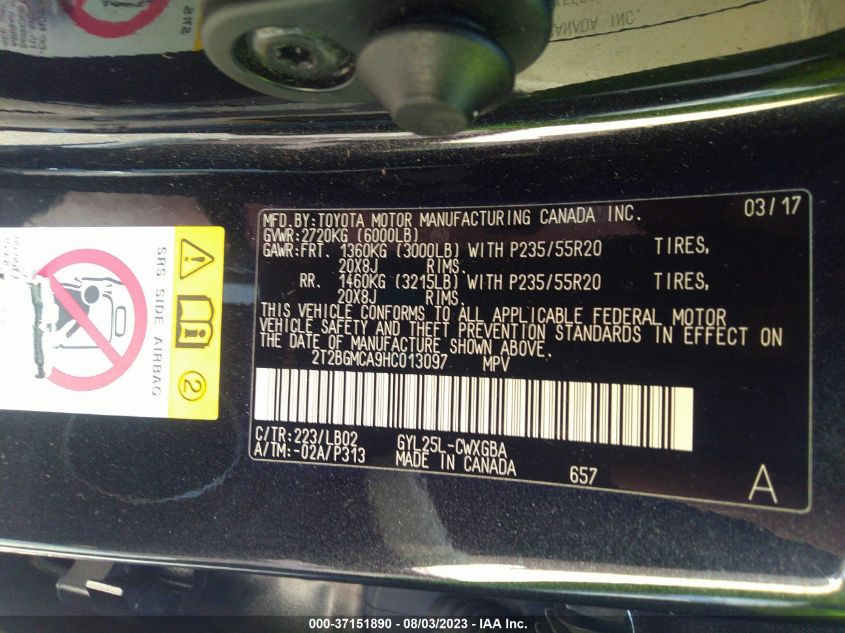 ANADA INC.
SRS
MFD.BY:TOYOTA MOTOR MANUFACTURING CANADA INC. 03/17
GVWR:2720KG (6000LB)
GAWR:FRT. 1360KG (3000LB) WITH P235/55R20 TIRES,
20X8J RIMS.
RR. 1460KG (3215LB) WITH P235/55R20 TIRES,
20X8J RIMS.
THIS VEHICLE CONFORMS TO ALL APPLICABLE FEDERAL MOTOR
VEHICLE SAFETY AND THEFT PREVENTION STANDARDS IN EFFECT ON
THE DATE OF MANUFACTURE SHOWN ABOVE.
2T2BGMCA9HC013097 MPV
C/TR:223/LB02 GYL25L-CWXGBA
A/TM:-02A/P313 MADE IN CANADA 657
A
SRS SIDE AIRBAG
2
000-37151890 - 08/03/2023 - IAA Inc.